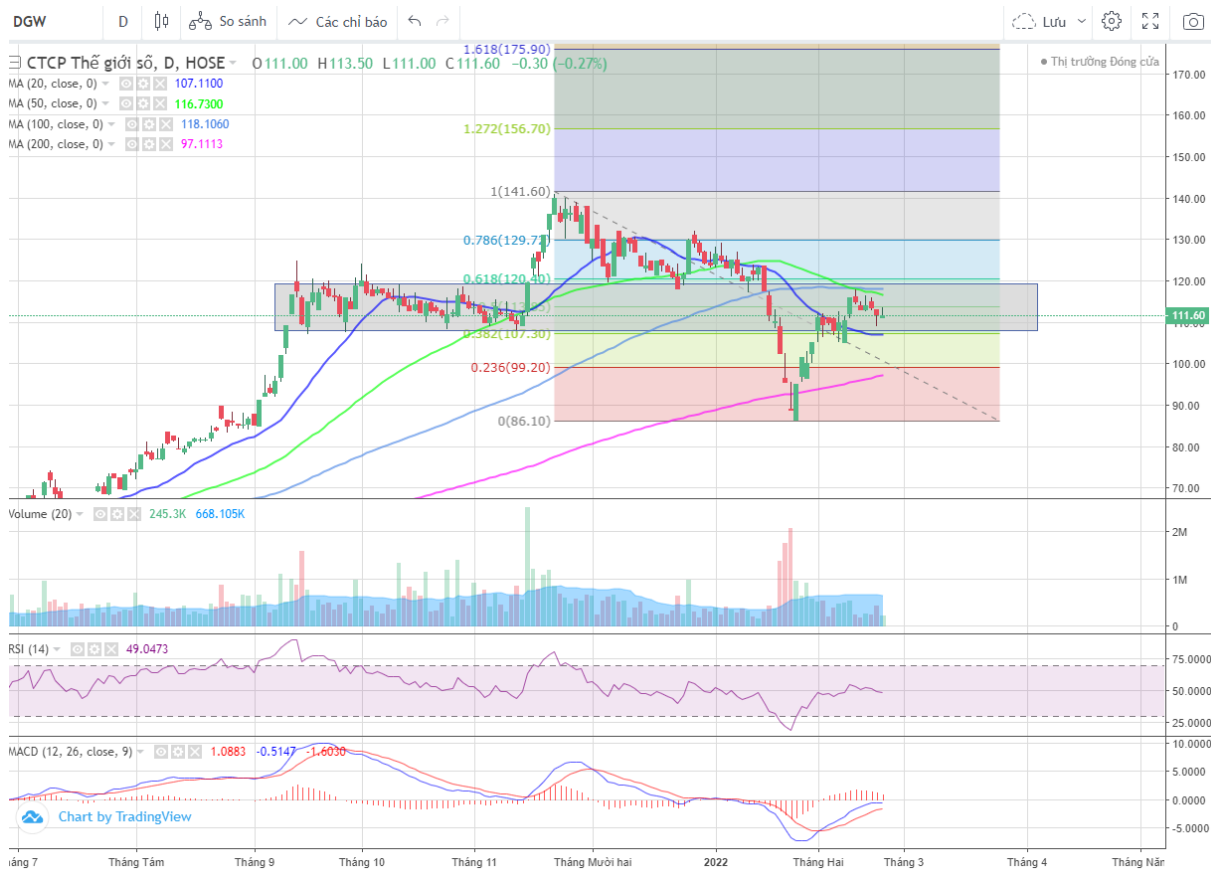 DGW D So sánh Các chỉ báo Lưu
CTCP Thế giới số, D, HOSE O111.00 H113.50 L111.00 C111.60 −0.30 (−0.27%)
Thị trường Đóng cửa
MA (20, close, 0) 107.1100
MA (50, close, 0) 116.7300
MA (100, close, 0) 118.1060
MA (200, close, 0) 97.1113
1.618(175.90)
1.272(156.70)
1(141.60)
0.618(120.40)
0.382(107.30)
0.236(99.20)
0(86.10)
170.00
160.00
150.00
140.00
130.00
120.00
111.60
110.00
100.00
90.00
80.00
70.00
Volume (20) 245.3K 668.105K
2M
1M
0
RSI (14) 49.0473
75.0000
50.0000
25.0000
MACD (12, 26, close, 9) 1.0883 -0.5147 -1.6030
10.0000
5.0000
0.0000
-5.0000
Chart by TradingView
háng 7 Tháng Tám Tháng 9 Tháng 10 Tháng 11 Tháng Mười hai 2022 Tháng Hai Tháng 3 Tháng 4 Tháng Năm